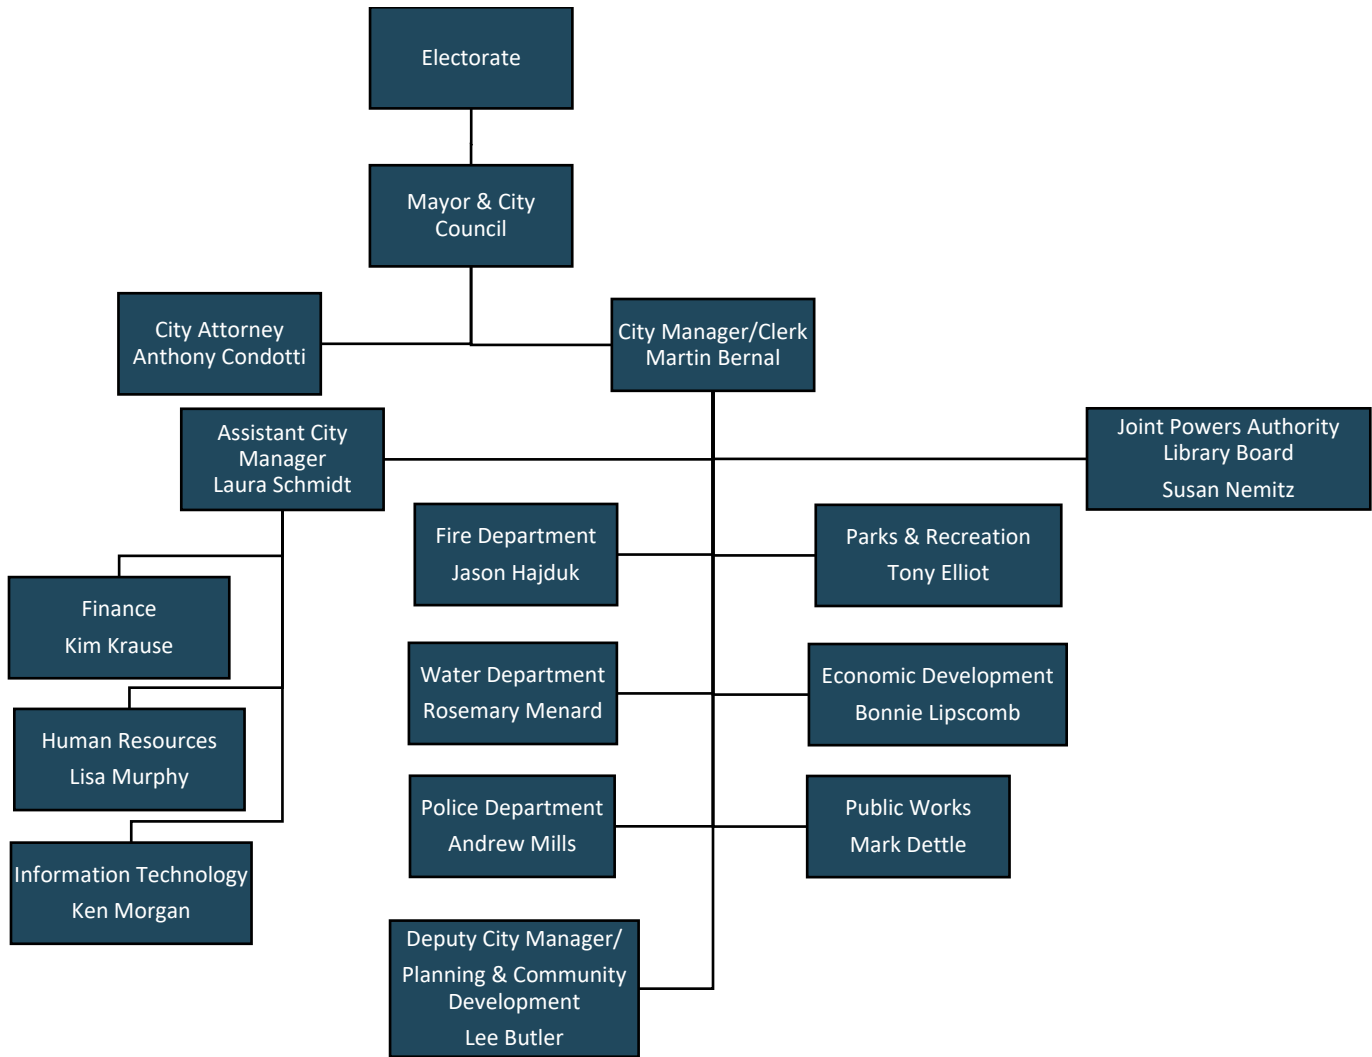 Electorate
Mayor & City
Council
City Attorney
Anthony Condotti
City Manager/Clerk
Martin Bernal
Assistant City
Manager
Laura Schmidt
Joint Powers Authority
Library Board
Susan Nemitz
Fire Department
Jason Hajduk
Parks & Recreation
Tony Elliot
Finance
Kim Krause
Water Department
Rosemary Menard
Economic Development
Bonnie Lipscomb
Human Resources
Lisa Murphy
Police Department
Andrew Mills
Public Works
Mark Dettle
Information Technology
Ken Morgan
Deputy City Manager/
Planning & Community
Development
Lee Butler